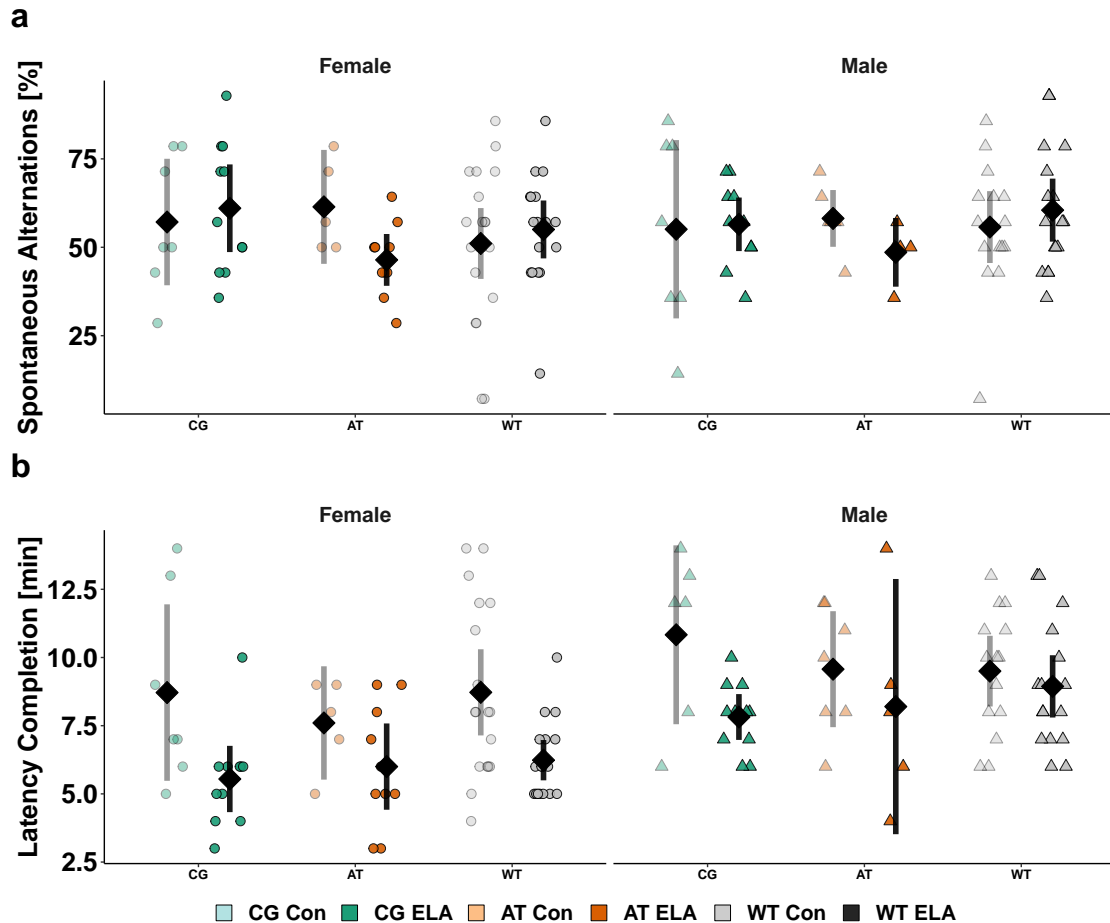 a
Female
Male
Spontaneous Alternations [%]
75
50
25
CG
AT
WT
CG
AT
WT
b
Female
Male
Latency Completion [min]
12.5
10.0
7.5
5.0
2.5
CG
AT
WT
CG
AT
WT
CG Con
CG ELA
AT Con
AT ELA
WT Con
WT ELA